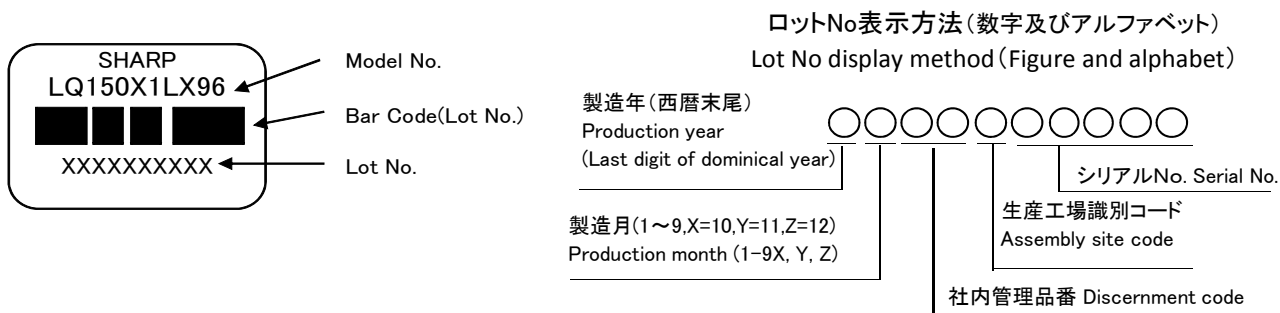 SHARP
LQ150X1LX96
XXXXXXXXXX
Model No.
Bar Code(Lot No.)
Lot No.
ロットNo表示方法(数字及びアルファベット)
Lot No display method(Figure and alphabet)
製造年(西暦末尾)
Production year
(Last digit of dominical year)
製造月(1～9,X=10,Y=11,Z=12)
Production month (1-9X, Y, Z)
シリアルNo. Serial No.
生産工場識別コード
Assembly site code
社内管理品番 Discernment code